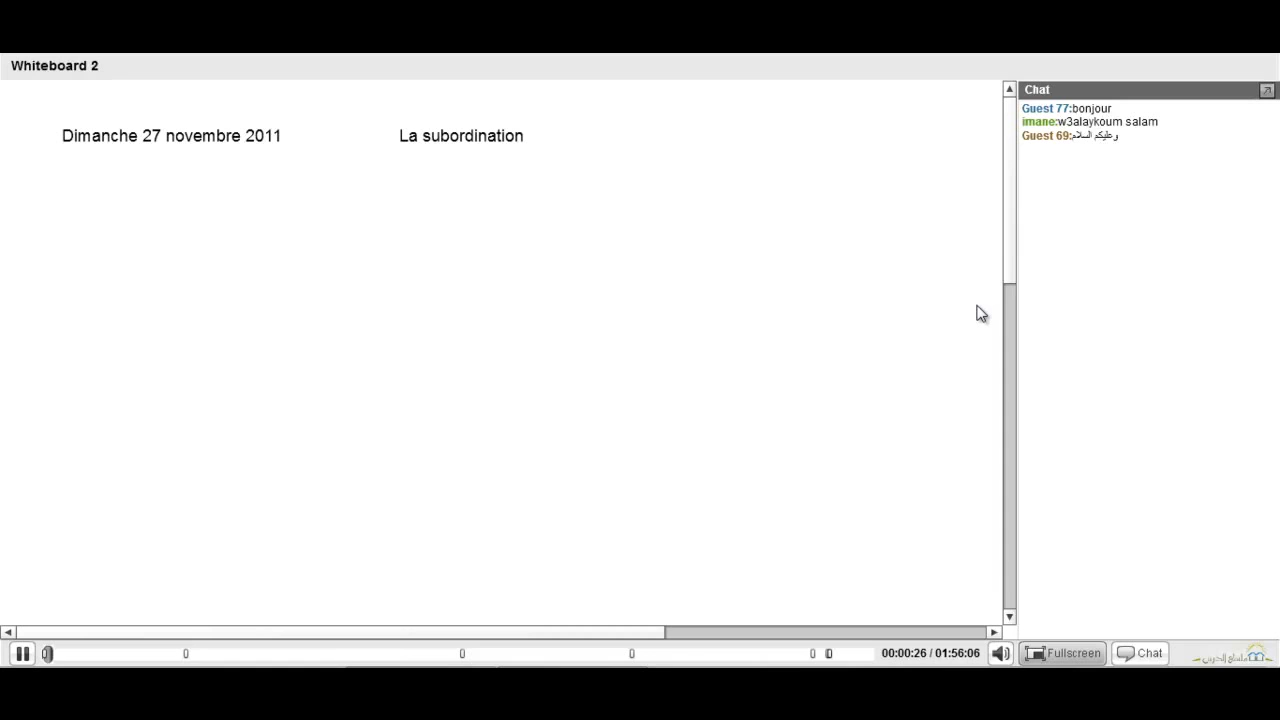 Whiteboard 2
Dimanche 27 novembre 2011 La subordination
Chat
Guest 77:bonjour
imane:w3alaykoum salam
Guest 69:وعليكم السلام
00:00:26 / 01:56:06
Fullscreen
Chat